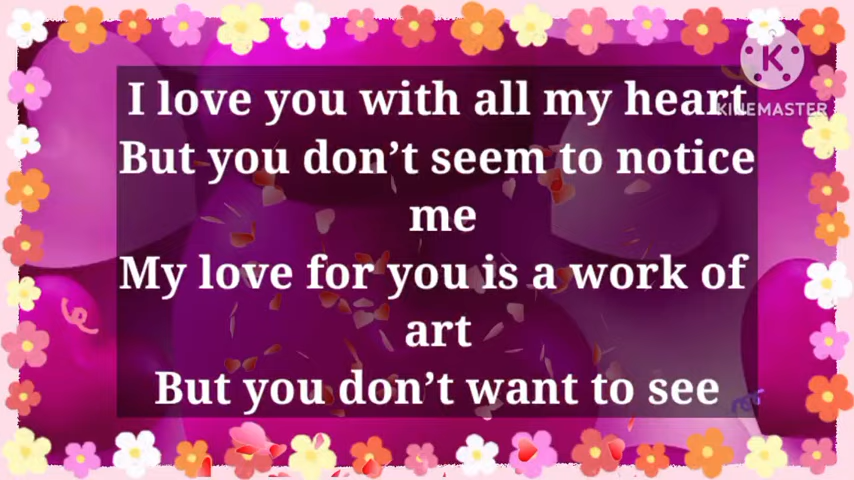 I love you with all my heart
But you don’t seem to notice
me
My love for you is a work of
art
But you don’t want to see
K
KINEMASTER